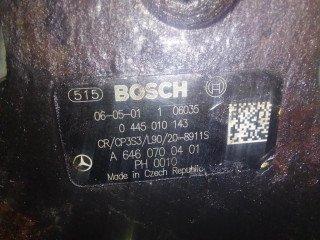 515 BOSCH
06-05-01 1 06035
0 445 010 143
CR/CP3S3/L90/20-8911S
A 646 070 04 01
PH 0010
Made in Czech Republic